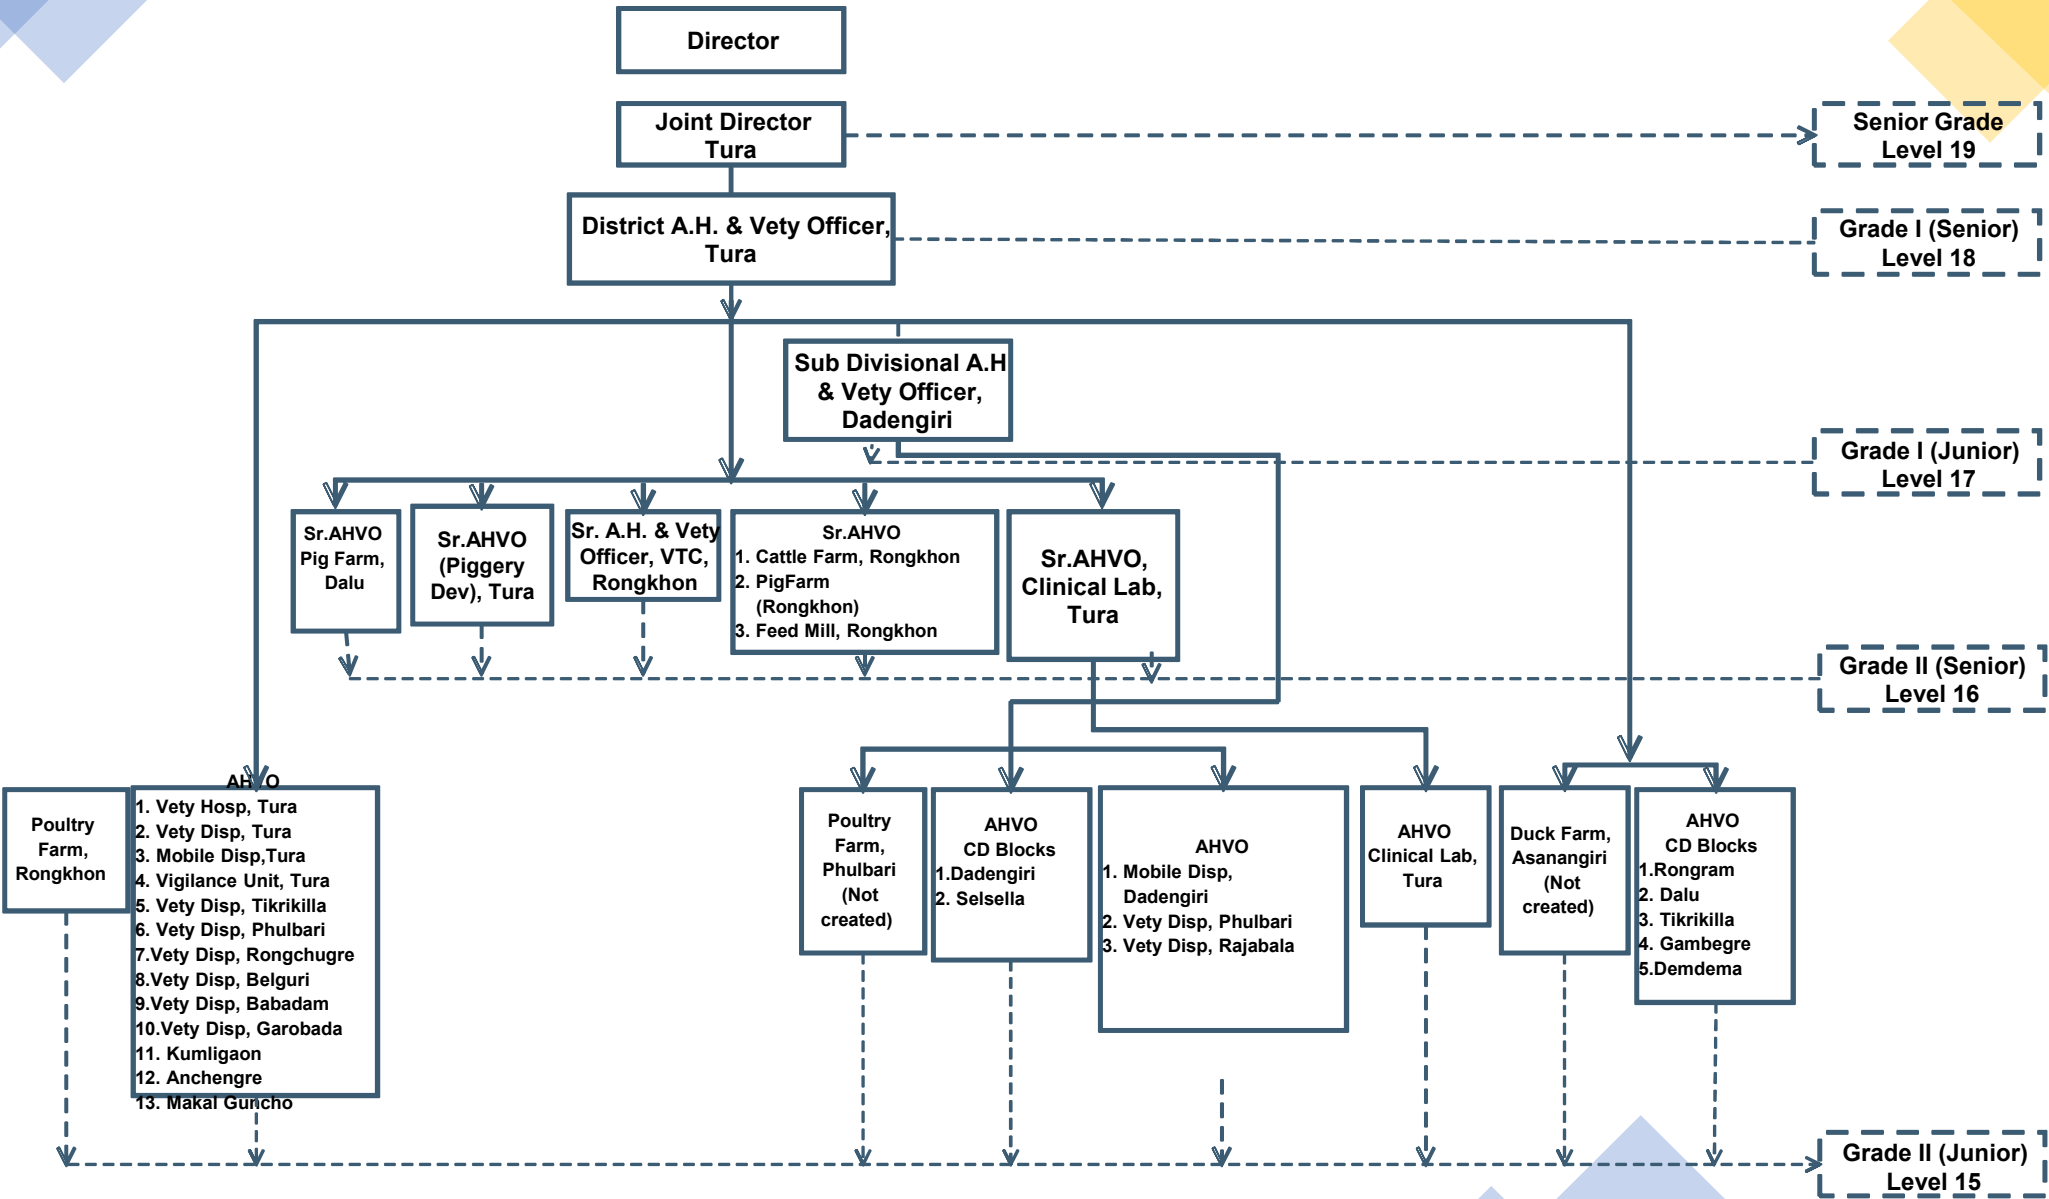 Director
Joint Director
Tura
Senior Grade
Level 19
District A.H. & Vety Officer,
Tura
Grade I (Senior)
Level 18
Sub Divisional A.H
& Vety Officer,
Dadengiri
Grade I (Junior)
Level 17
Sr.AHVO
Pig Farm,
Dalu
Sr.AHVO
(Piggery
Dev), Tura
Sr. A.H. & Vety
Officer, VTC,
Rongkhon
Sr.AHVO
1. Cattle Farm, Rongkhon
2. PigFarm
(Rongkhon)
3. Feed Mill, Rongkhon
Sr.AHVO,
Clinical Lab,
Tura
Grade II (Senior)
Level 16
Poultry
Farm,
Rongkhon
AHVO
1. Vety Hosp, Tura
2. Vety Disp, Tura
3. Mobile Disp,Tura
4. Vigilance Unit, Tura
5. Vety Disp, Tikrikilla
6. Vety Disp, Phulbari
7.Vety Disp, Rongchugre
8.Vety Disp, Belguri
9.Vety Disp, Babadam
10.Vety Disp, Garobada
11. Kumligaon
12. Anchengre
13. Makal Guncho
Poultry
Farm,
Phulbari
(Not
created)
AHVO
CD Blocks
1.Dadengiri
2. Selsella
AHVO
1. Mobile Disp,
Dadengiri
2. Vety Disp, Phulbari
3. Vety Disp, Rajabala
AHVO
Clinical Lab,
Tura
Duck Farm,
Asanangiri
(Not
created)
AHVO
CD Blocks
1.Rongram
2. Dalu
3. Tikrikilla
4. Gambegre
5.Demdema
Grade II (Junior)
Level 15